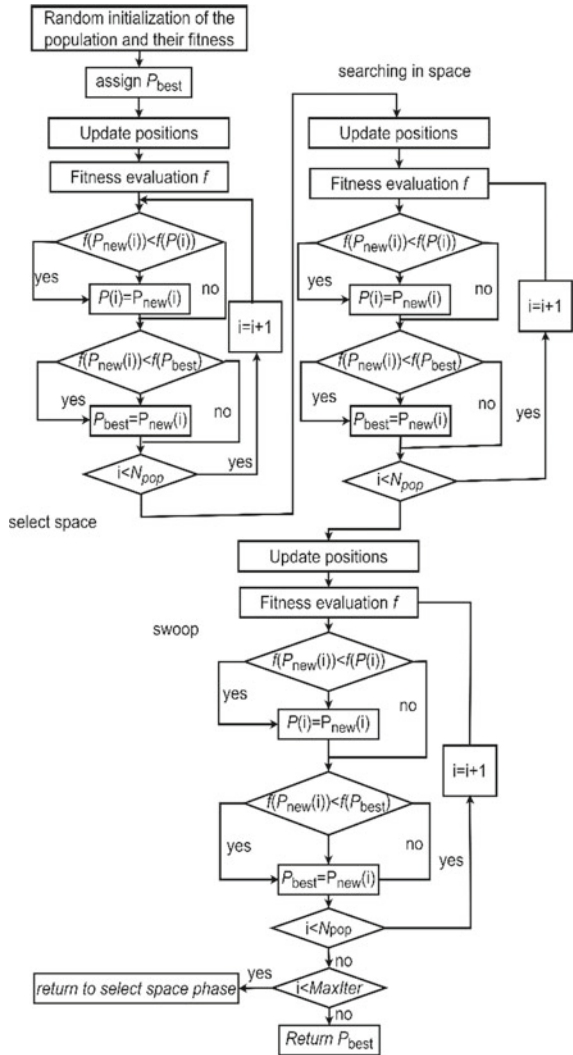 Random initialization of the
population and their fitness
assign P_best
Update positions
Fitness evaluation f
f(P_new(i))<f(P(i))
yes
no
P(i)=P_new(i)
i=i+1
f(P_new(i))<f(P_best)
yes
no
P_best=P_new(i)
i<N_pop
yes
select space
searching in space
Update positions
Fitness evaluation f
f(P_new(i))<f(P(i))
yes
no
P(i)=P_new(i)
i=i+1
f(P_new(i))<f(P_best)
yes
no
yes
P_best=P_new(i)
i<N_pop
Update positions
Fitness evaluation f
swoop
f(P_new(i))<f(P(i))
yes
no
P(i)=P_new(i)
i=i+1
f(P_new(i))<f(P_best)
yes
no
yes
P_best=P_new(i)
i<N_pop
no
yes
return to select space phase
i<MaxIter
no
Return P_best